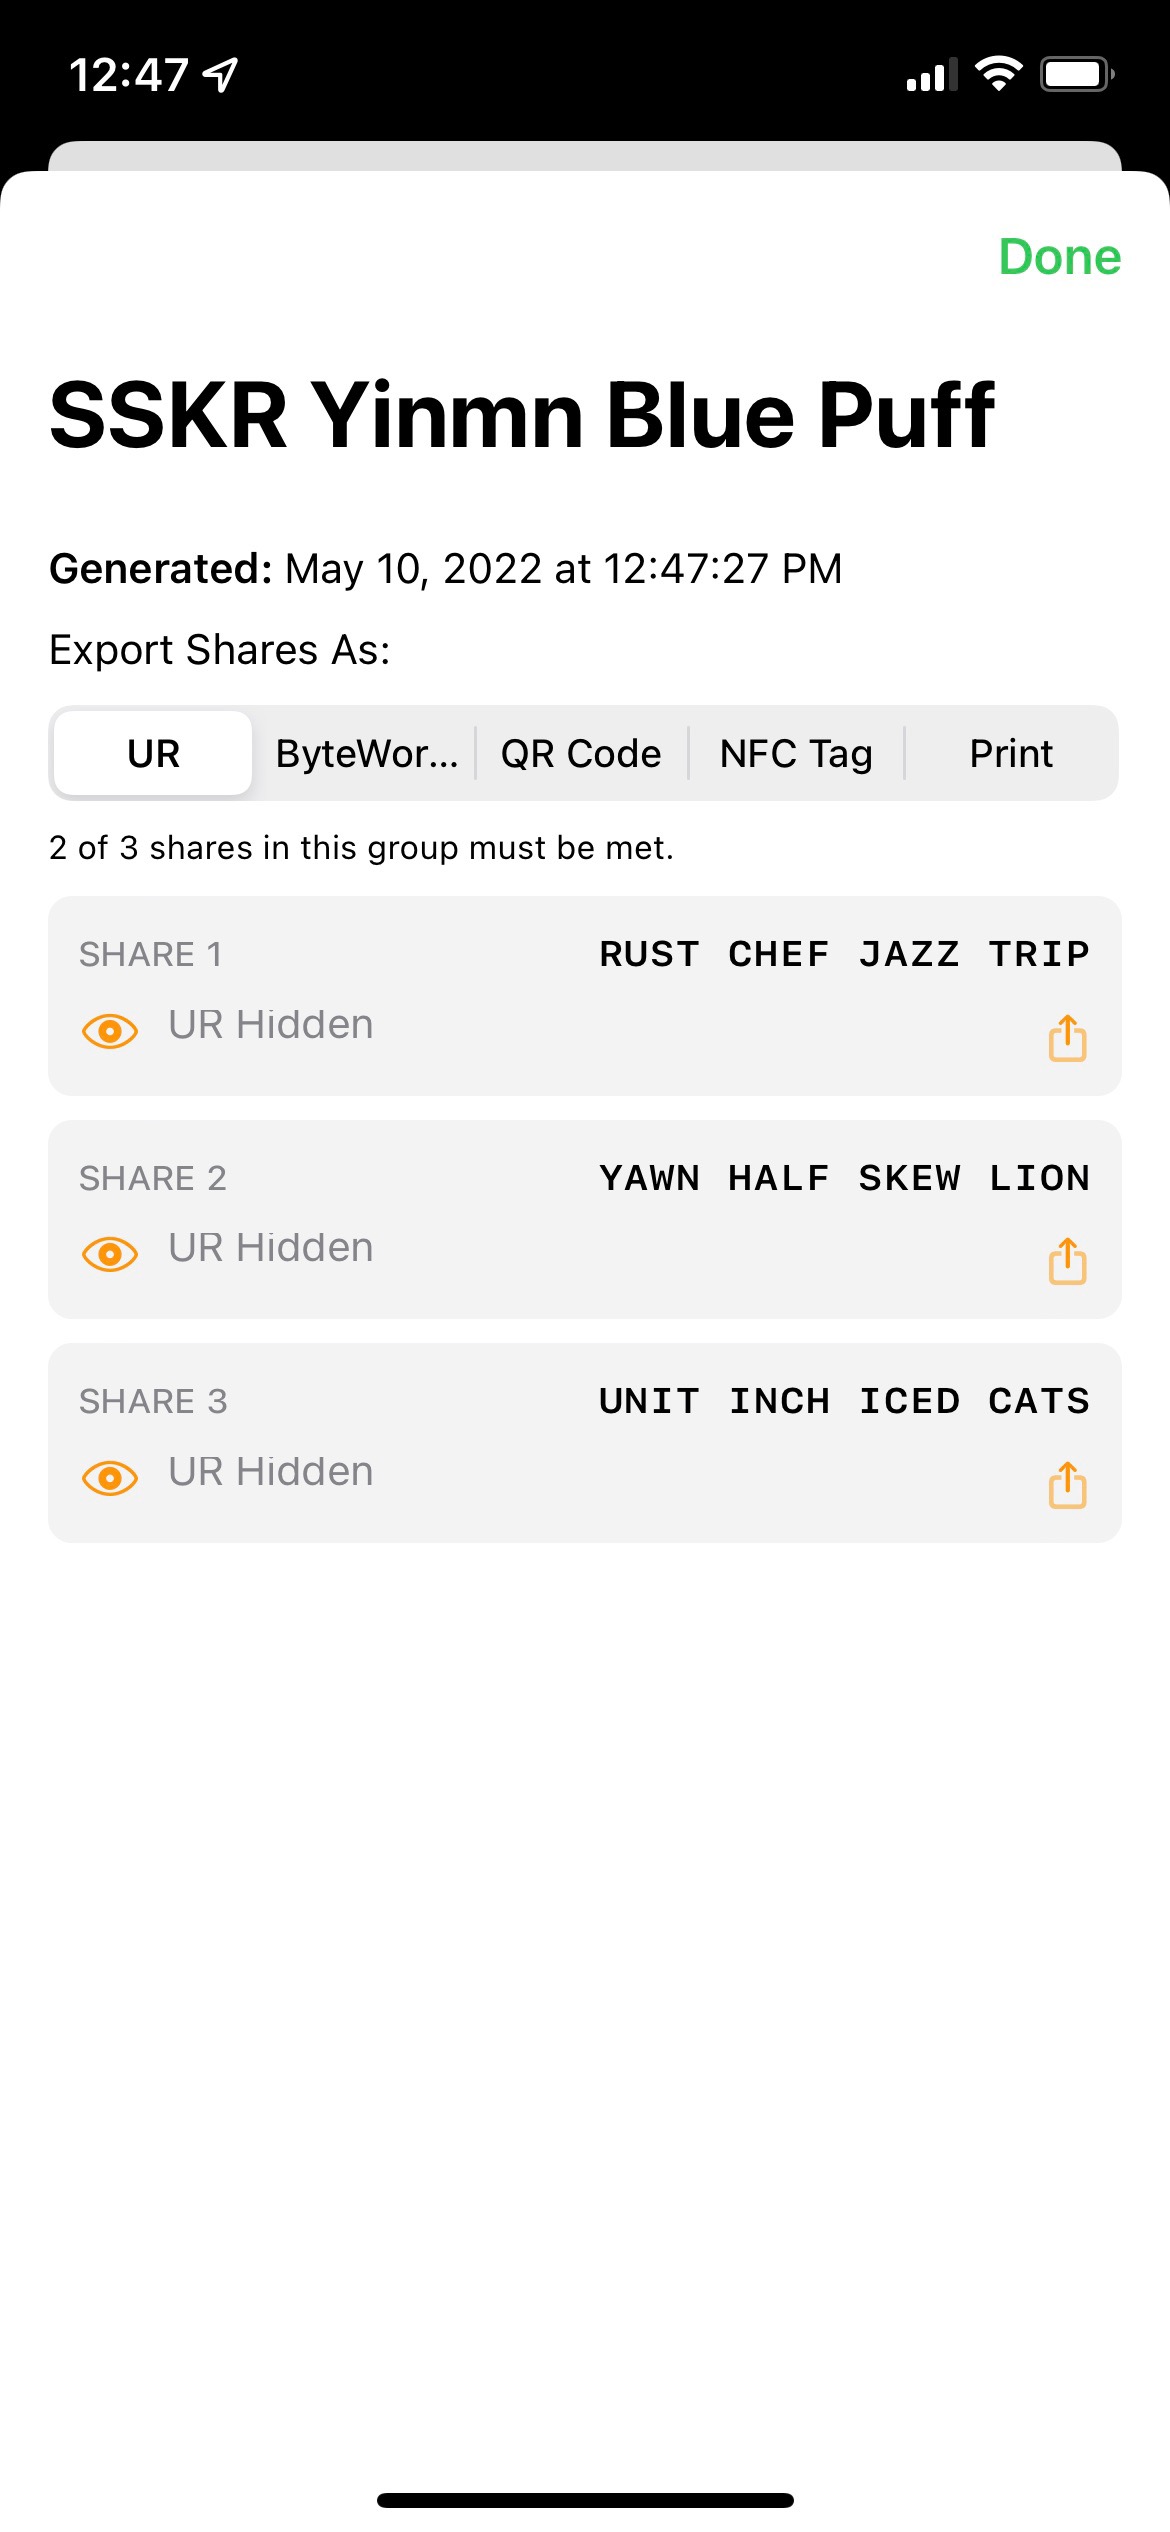 12:47
Done
SSKR Yinmn Blue Puff
Generated: May 10, 2022 at 12:47:27 PM
Export Shares As:
UR ByteWor... QR Code NFC Tag Print
2 of 3 shares in this group must be met.
SHARE 1 RUST CHEF JAZZ TRIP
UR Hidden
SHARE 2 YAWN HALF SKEW LION
UR Hidden
SHARE 3 UNIT INCH ICED CATS
UR Hidden